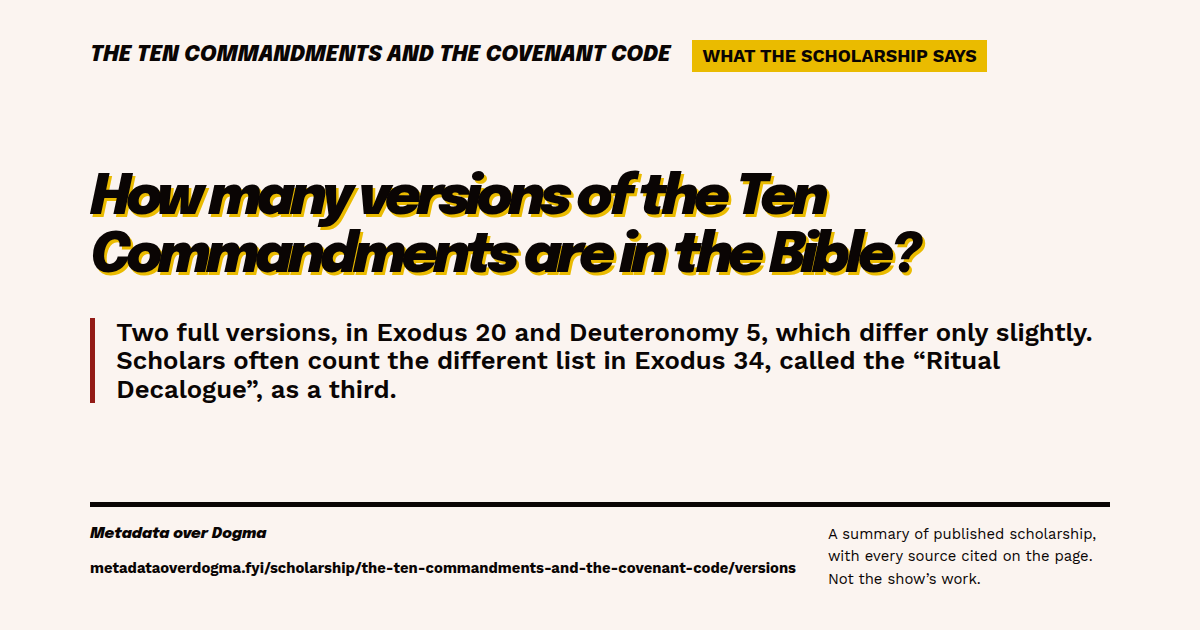 THE TEN COMMANDMENTS AND THE COVENANT CODE
WHAT THE SCHOLARSHIP SAYS
How many versions of the Ten
Commandments are in the Bible?
Two full versions, in Exodus 20 and Deuteronomy 5, which differ only slightly.
Scholars often count the different list in Exodus 34, called the “Ritual
Decalogue”, as a third.
Metadata over Dogma
metadataoverdogma.fyi/scholarship/the-ten-commandments-and-the-covenant-code/versions
A summary of published scholarship,
with every source cited on the page.
Not the show’s work.